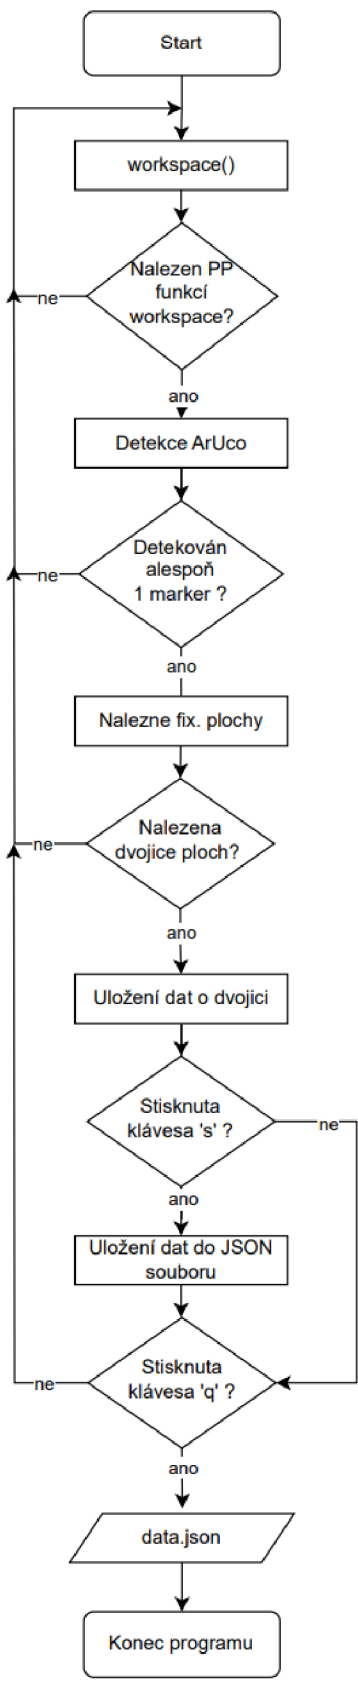 Start
workspace()
Nalezen PP
funkcí
workspace?
ne
ano
Detekce ArUco
Detekován
alespoň
1 marker ?
ne
ano
Nalezne fix. plochy
Nalezena
dvojice ploch?
ne
ano
Uložení dat o dvojici
Stisknuta
klávesa 's' ?
ne
ano
Uložení dat do JSON
souboru
Stisknuta
klávesa 'q' ?
ne
ano
data.json
Konec programu